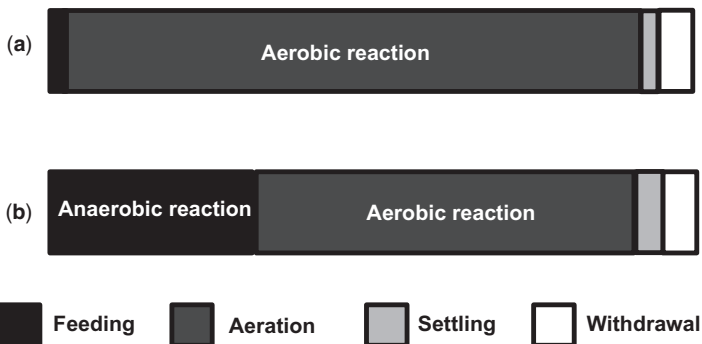 (a)
Aerobic reaction
(b)
Anaerobic reaction
Aerobic reaction
Feeding
Aeration
Settling
Withdrawal